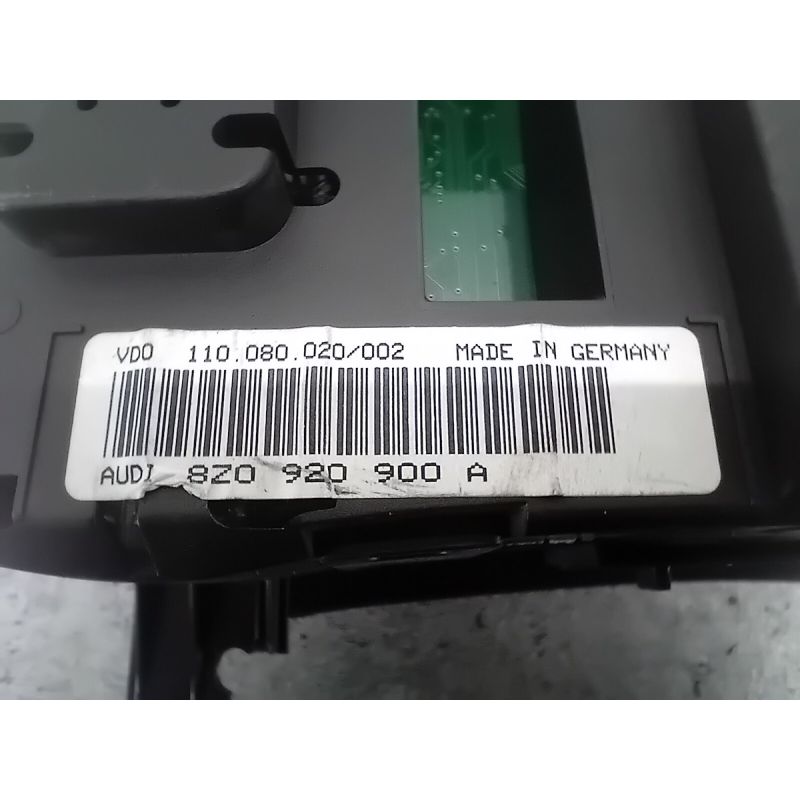 VDO 110.080.020/002 MADE IN GERMANY
AUDI 8Z0 920 900 A